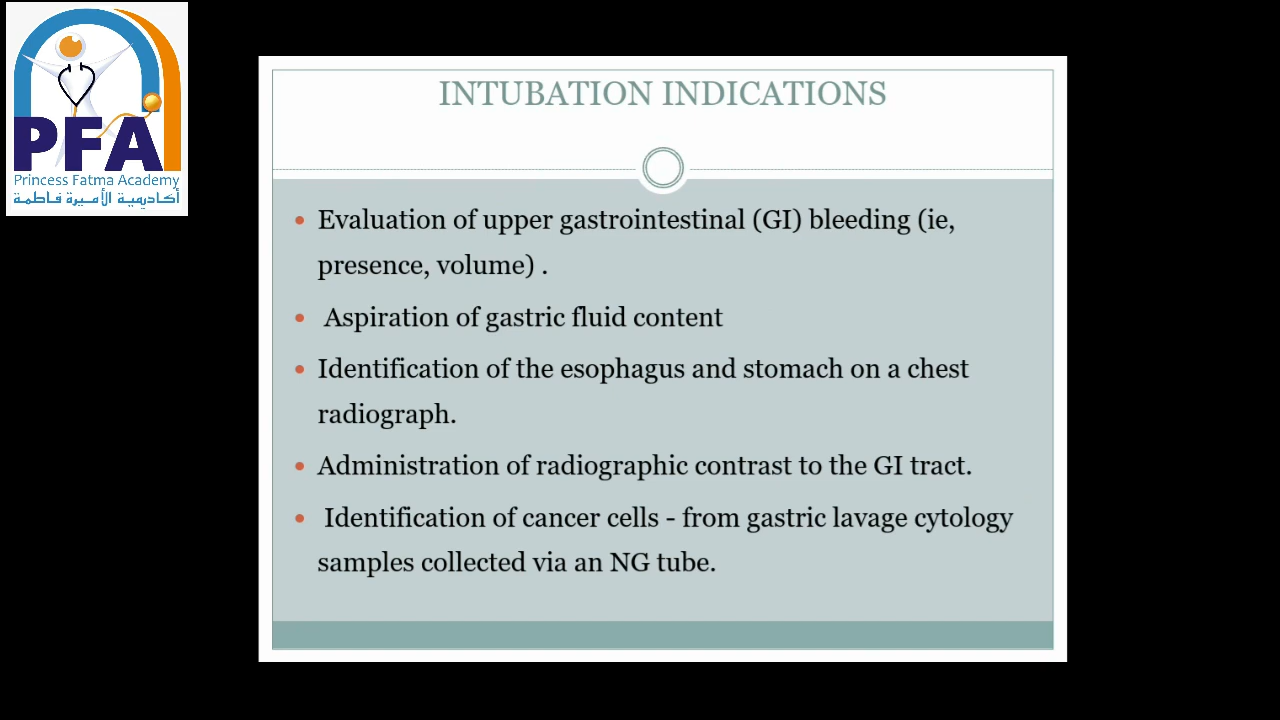 PFA
Princess Fatma Academy
أكاديمية الأميرة فاطمة
INTUBATION INDICATIONS
• Evaluation of upper gastrointestinal (GI) bleeding (ie,
presence, volume) .
• Aspiration of gastric fluid content
• Identification of the esophagus and stomach on a chest
radiograph.
• Administration of radiographic contrast to the GI tract.
• Identification of cancer cells - from gastric lavage cytology
samples collected via an NG tube.